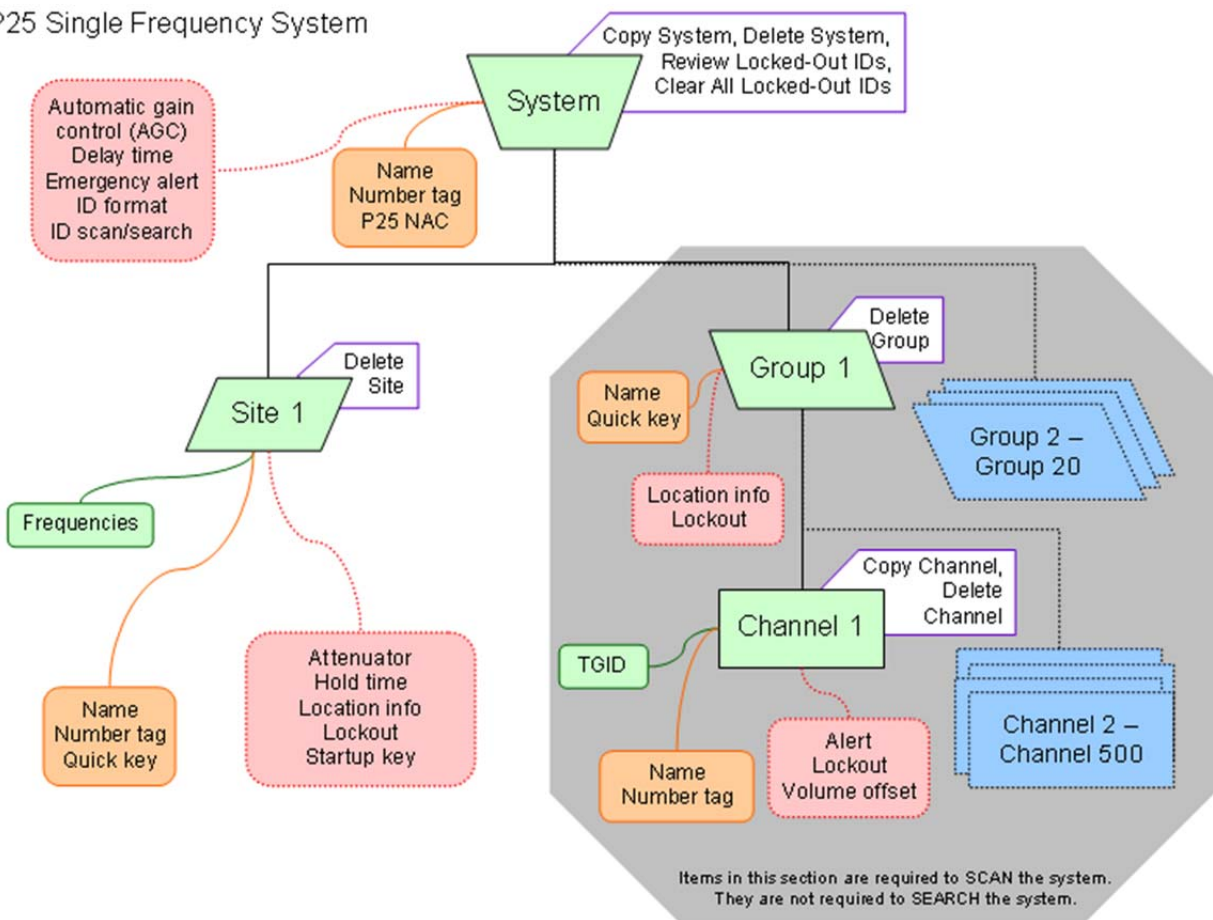 P25 Single Frequency System
Copy System, Delete System,
Review Locked-Out IDs,
Clear All Locked-Out IDs
System
Automatic gain
control (AGC)
Delay time
Emergency alert
ID format
ID scan/search
Name
Number tag
P25 NAC
Delete
Site
Site 1
Frequencies
Name
Number tag
Quick key
Attenuator
Hold time
Location info
Lockout
Startup key
Delete
Group
Group 1
Name
Quick key
Location info
Lockout
Group 2 –
Group 20
Copy Channel,
Delete
Channel
Channel 1
TGID
Name
Number tag
Alert
Lockout
Volume offset
Channel 2 –
Channel 500
Items in this section are required to SCAN the system.
They are not required to SEARCH the system.